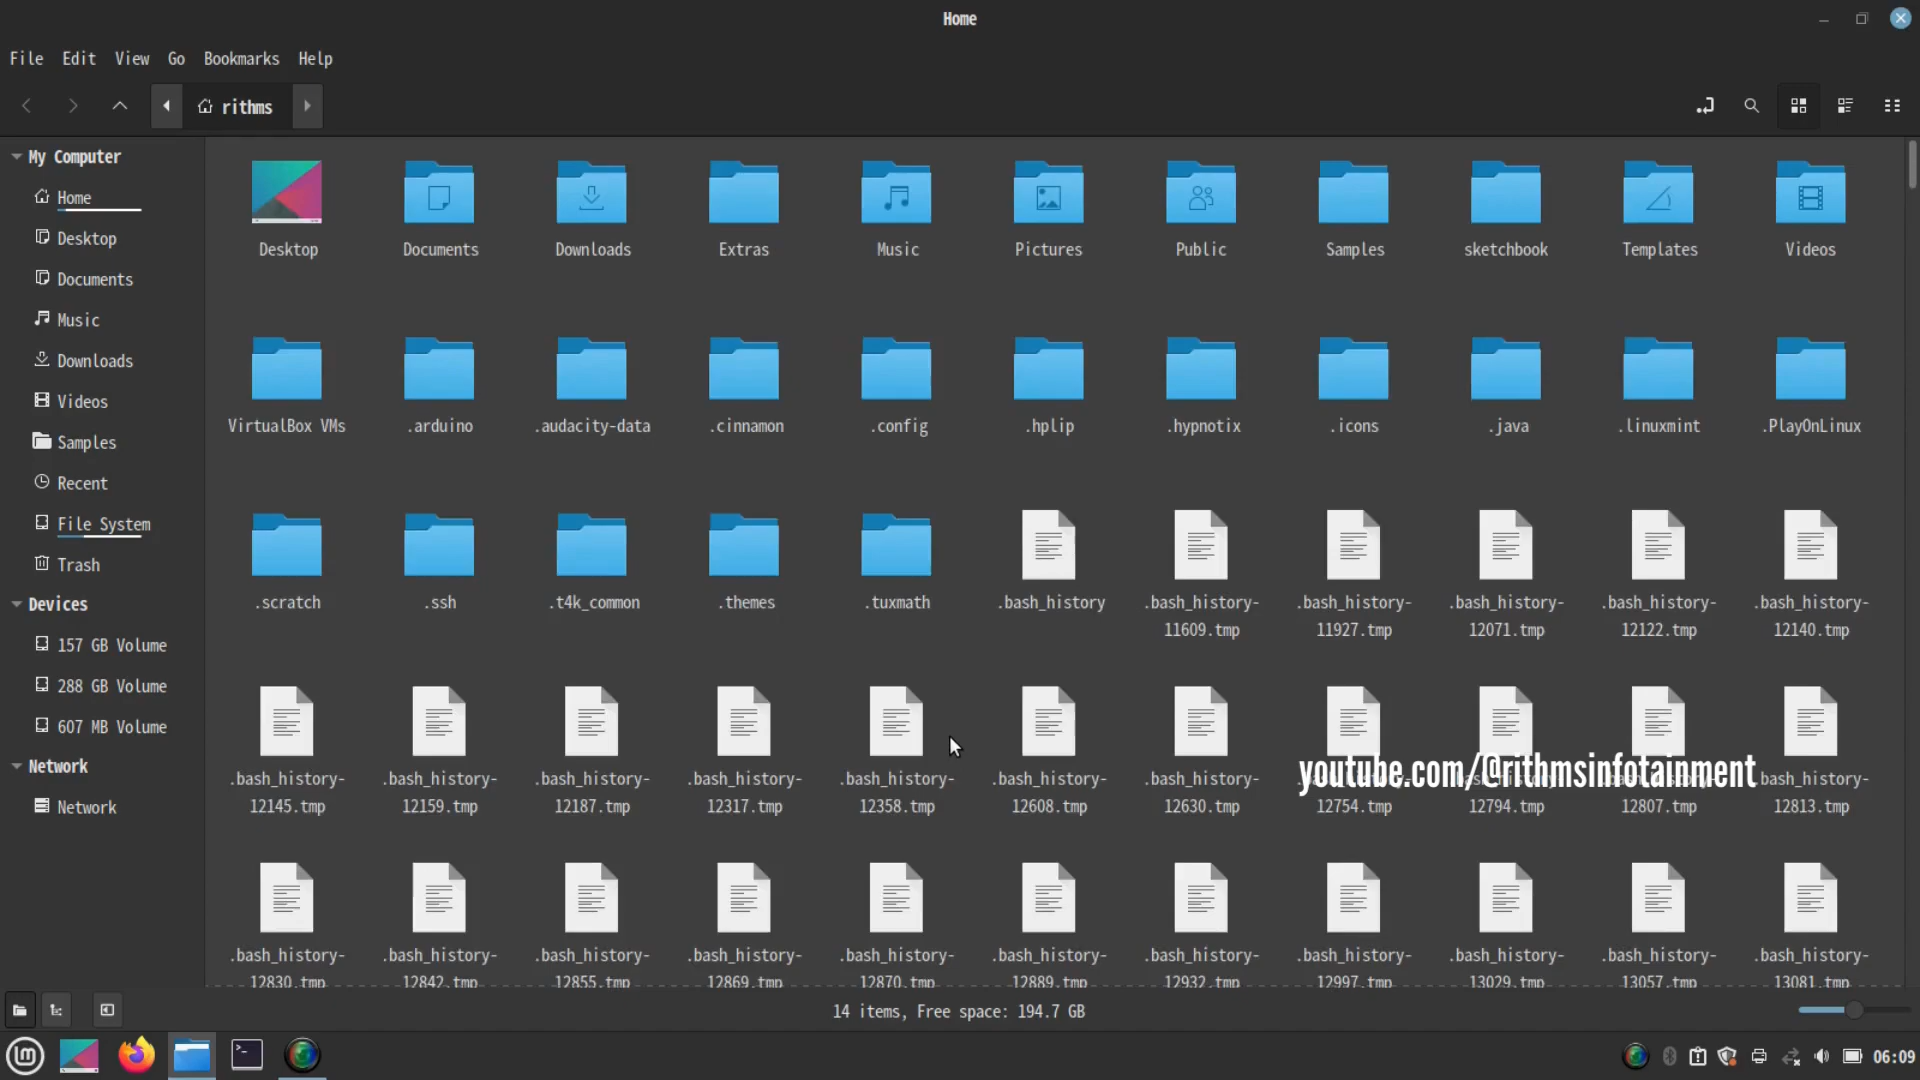 Home
File Edit View Go Bookmarks Help
rithms
My Computer
Home
Desktop
Documents
Music
Downloads
Videos
Samples
Recent
File System
Trash
Devices
157 GB Volume
288 GB Volume
607 MB Volume
Network
Network
Desktop Documents Downloads Extras Music Pictures Public Samples sketchbook Templates Videos
VirtualBox VMs .arduino .audacity-data .cinnamon .config .hplip .hypnotix .icons .java .linuxmint .PlayOnLinux
.scratch .ssh .t4k_common .themes .tuxmath .bash_history .bash_history- .bash_history- .bash_history- .bash_history- .bash_history-
11609.tmp 11927.tmp 12071.tmp 12122.tmp 12140.tmp
youtube.com/@rithmsinfotainment
.bash_history- .bash_history- .bash_history- .bash_history- .bash_history- .bash_history- .bash_history- .bash_history- .bash_history- .bash_history- .bash_history-
12145.tmp 12159.tmp 12187.tmp 12317.tmp 12358.tmp 12608.tmp 12630.tmp 12754.tmp 12794.tmp 12807.tmp 12813.tmp
.bash_history- .bash_history- .bash_history- .bash_history- .bash_history- .bash_history- .bash_history- .bash_history- .bash_history- .bash_history- .bash_history-
12830.tmp 12842.tmp 12855.tmp 12869.tmp 12870.tmp 12889.tmp 12932.tmp 12997.tmp 13029.tmp 13057.tmp 13081.tmp
14 items, Free space: 194.7 GB
06:09